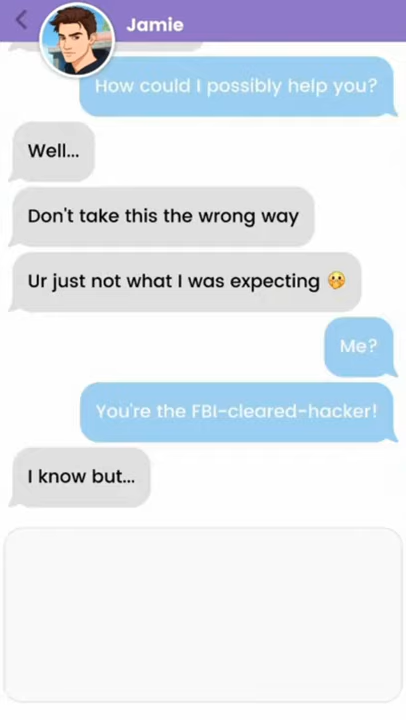 Jamie
How could I possibly help you?
Well...
Don't take this the wrong way
Ur just not what I was expecting 🫢
Me?
You're the FBI-cleared-hacker!
I know but...